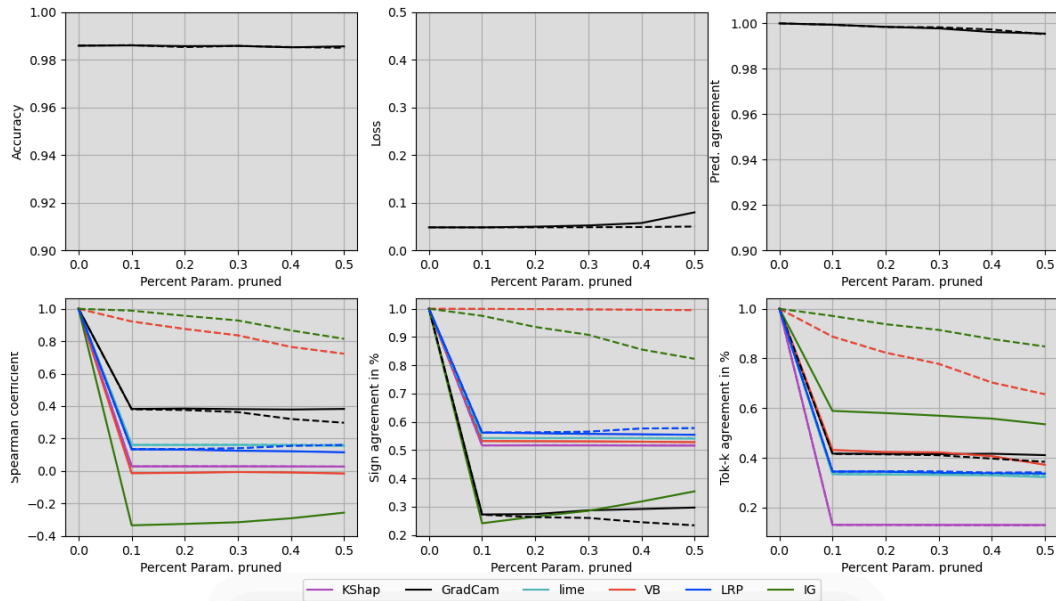 1.00
0.98
0.96
0.94
0.92
0.90
Accuracy
0.0 0.1 0.2 0.3 0.4 0.5
Percent Param. pruned
0.5
0.4
0.3
0.2
0.1
0.0
Loss
0.0 0.1 0.2 0.3 0.4 0.5
Percent Param. pruned
1.00
0.98
0.96
0.94
0.92
0.90
Pred. agreement
0.0 0.1 0.2 0.3 0.4 0.5
Percent Param. pruned
1.0
0.8
0.6
0.4
0.2
0.0
−0.2
−0.4
Spearman coefficient
0.0 0.1 0.2 0.3 0.4 0.5
Percent Param. pruned
1.0
0.9
0.8
0.7
0.6
0.5
0.4
0.3
0.2
Sign agreement in %
0.0 0.1 0.2 0.3 0.4 0.5
Percent Param. pruned
1.0
0.8
0.6
0.4
0.2
Tok-k agreement in %
0.0 0.1 0.2 0.3 0.4 0.5
Percent Param. pruned
KShap GradCam lime VB LRP IG